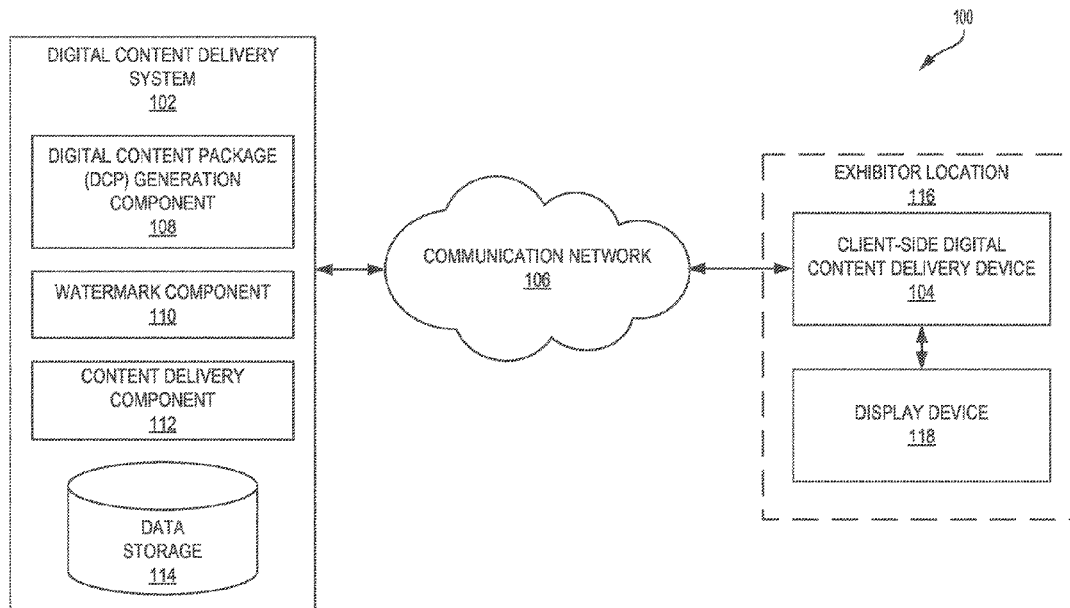 100
DIGITAL CONTENT DELIVERY
SYSTEM
102
DIGITAL CONTENT PACKAGE
(DCP) GENERATION
COMPONENT
108
WATERMARK COMPONENT
110
CONTENT DELIVERY
COMPONENT
112
DATA
STORAGE
114
COMMUNICATION NETWORK
106
EXHIBITOR LOCATION
116
CLIENT-SIDE DIGITAL
CONTENT DELIVERY DEVICE
104
DISPLAY DEVICE
118